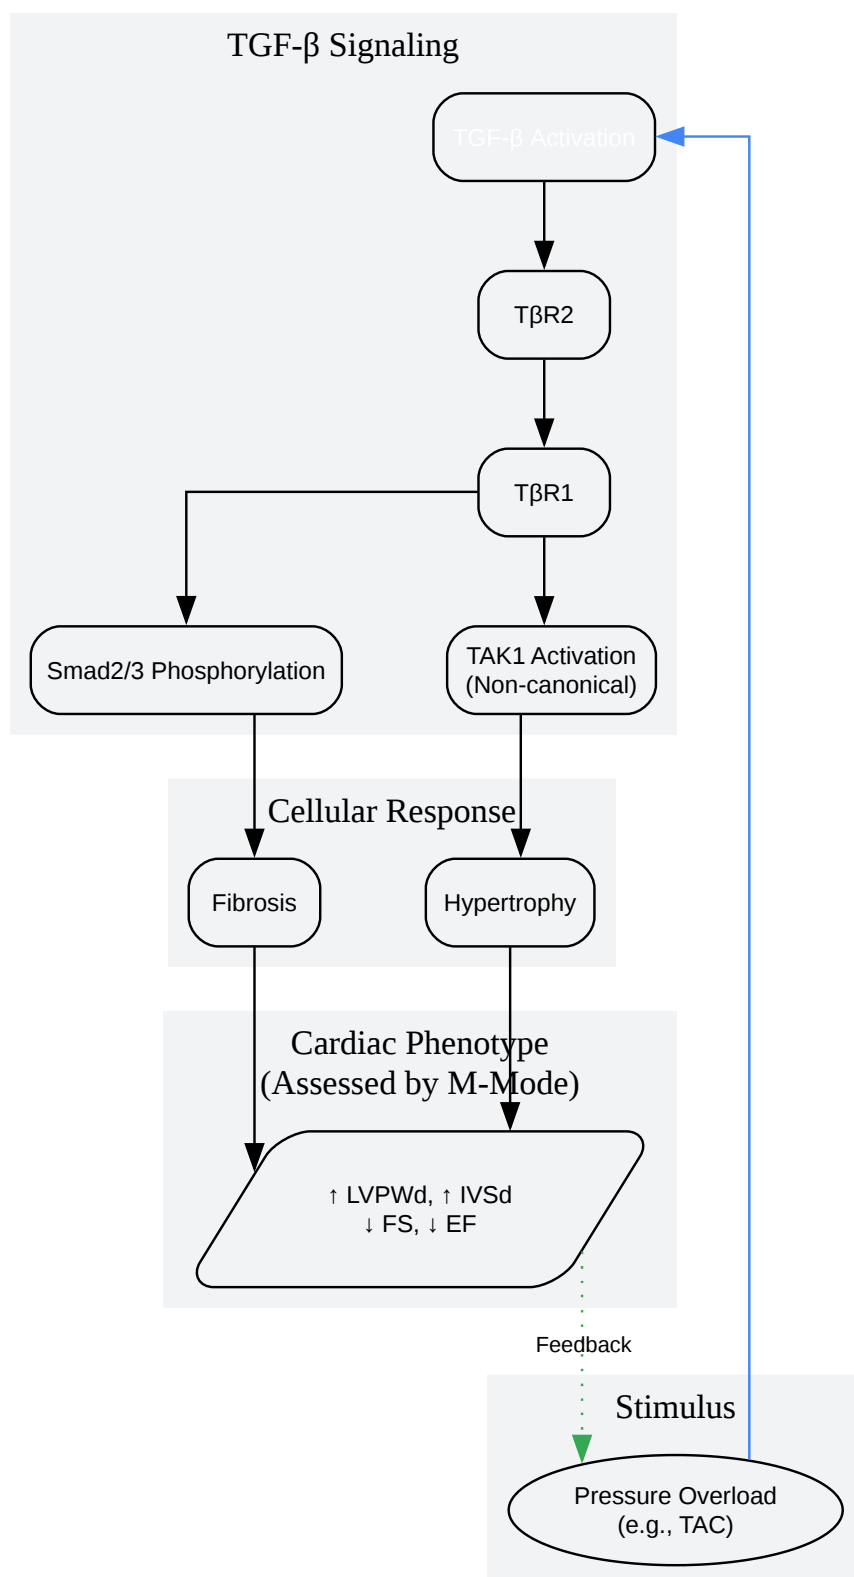 TGF-β Signaling
TGF-β Activation
TβR2
TβR1
Smad2/3 Phosphorylation
TAK1 Activation
(Non-canonical)
Cellular Response
Fibrosis
Hypertrophy
Cardiac Phenotype
(Assessed by M-Mode)
↑ LVPWd, ↑ IVSd
↓ FS, ↓ EF
Feedback
Stimulus
Pressure Overload
(e.g., TAC)